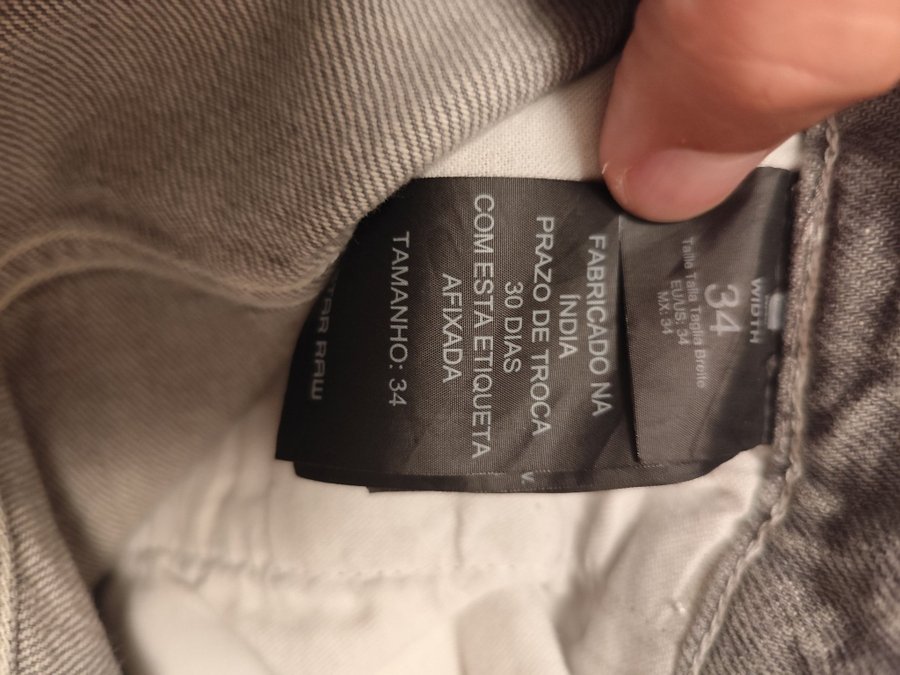 WIDTH
34
Taille Talla Taglia Breite
EU/US: 34
MX: 34
FABRICADO NA
ÍNDIA
PRAZO DE TROCA
30 DIAS
COM ESTA ETIQUETA
AFIXADA
TAMANHO: 34
RAW